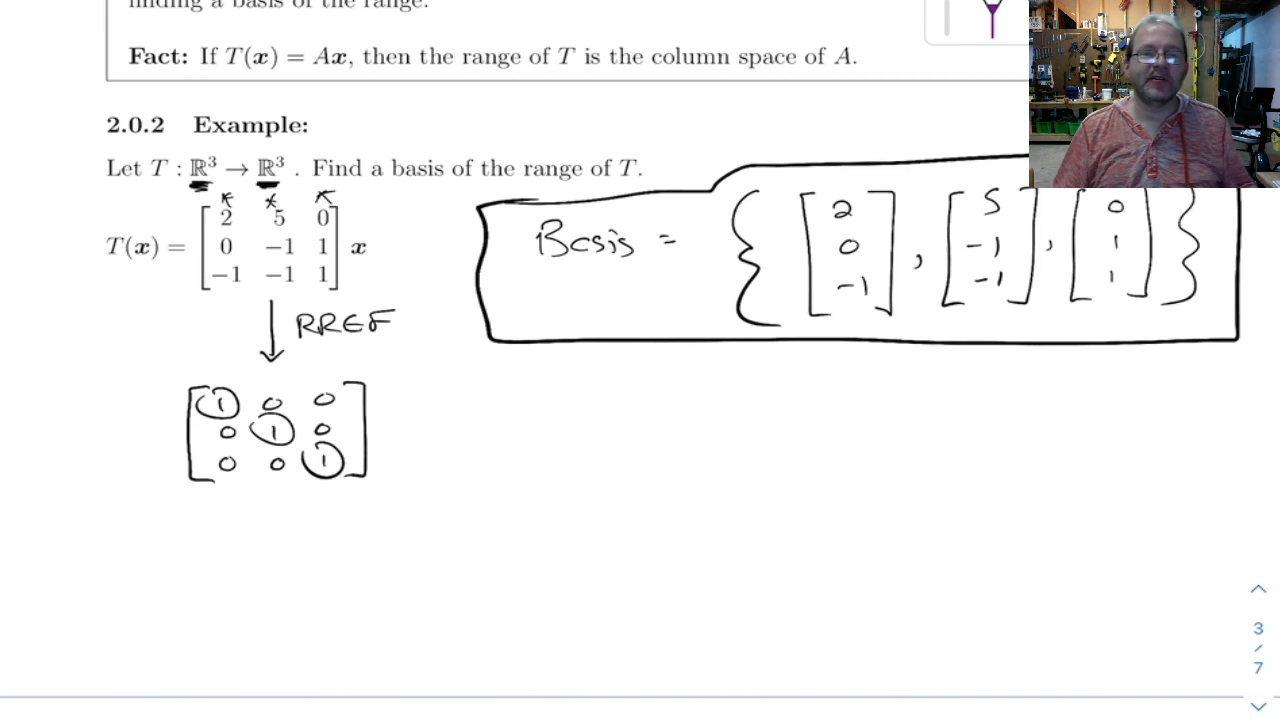 finding a basis of the range.
Fact: If T(x) = Ax, then the range of T is the column space of A.
2.0.2 Example:
Let T : ℝ³ → ℝ³ . Find a basis of the range of T.
T(x) = [2 5 0
0 −1 1
−1 −1 1] x
Basis = { [2
0
-1] , [5
-1
-1] , [0
1
1] }
↓ RREF
[1 0 0
0 1 0
0 0 1]
3
/
7